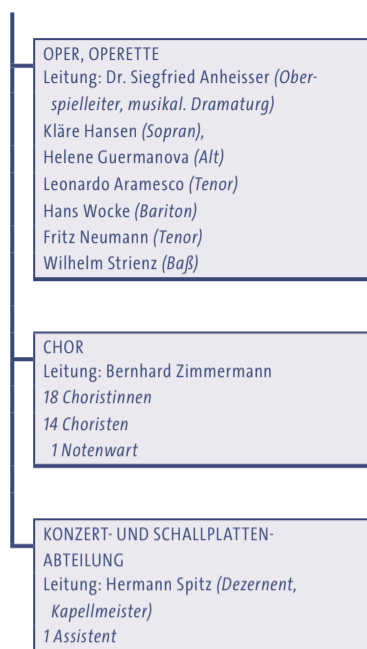 OPER, OPERETTE
Leitung: Dr. Siegfried Anheisser (Ober-
spielleiter, musikal. Dramaturg)
Kläre Hansen (Sopran),
Helene Guermanova (Alt)
Leonardo Aramesco (Tenor)
Hans Wocke (Bariton)
Fritz Neumann (Tenor)
Wilhelm Strienz (Baß)
CHOR
Leitung: Bernhard Zimmermann
18 Choristinnen
14 Choristen
1 Notenwart
KONZERT- UND SCHALLPLATTEN-
ABTEILUNG
Leitung: Hermann Spitz (Dezernent,
Kapellmeister)
1 Assistent